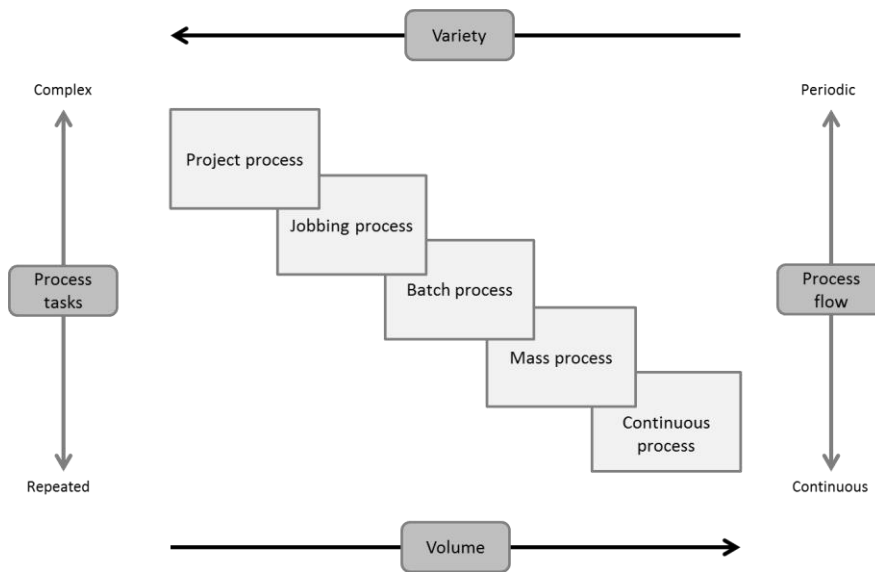 Variety
Complex
Periodic
Project process
Jobbing process
Process
tasks
Batch process
Process
flow
Mass process
Continuous
process
Repeated
Continuous
Volume